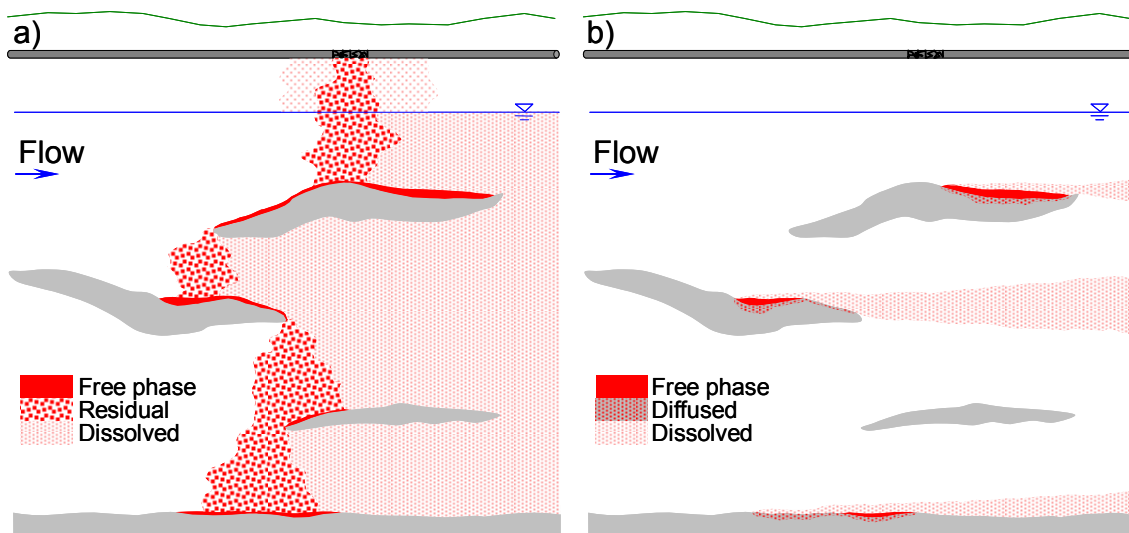 a)
Flow
Free phase
Residual
Dissolved
b)
Flow
Free phase
Diffused
Dissolved